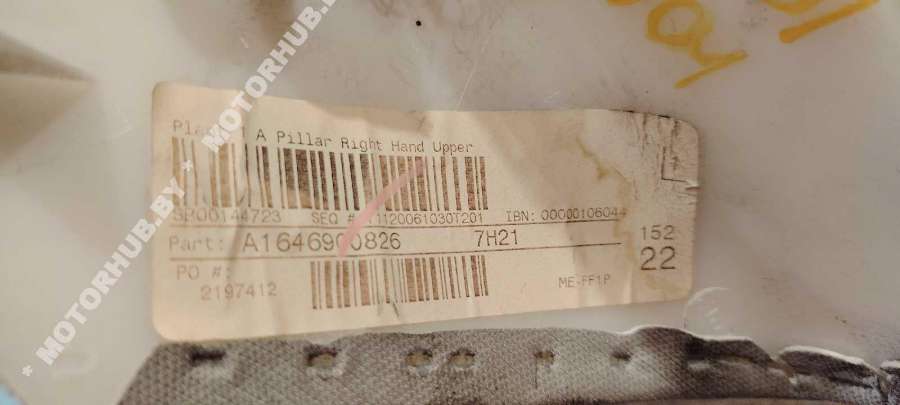 A Pillar Right Hand Upper
SP00144723 SEQ #: 1120061030T201 IBN: 00000106044
Part: A1646900826 7H21 152
22
PO #:
2197412 ME-FF1P
* MOTORHUB.BY * MOTORHUB.BY